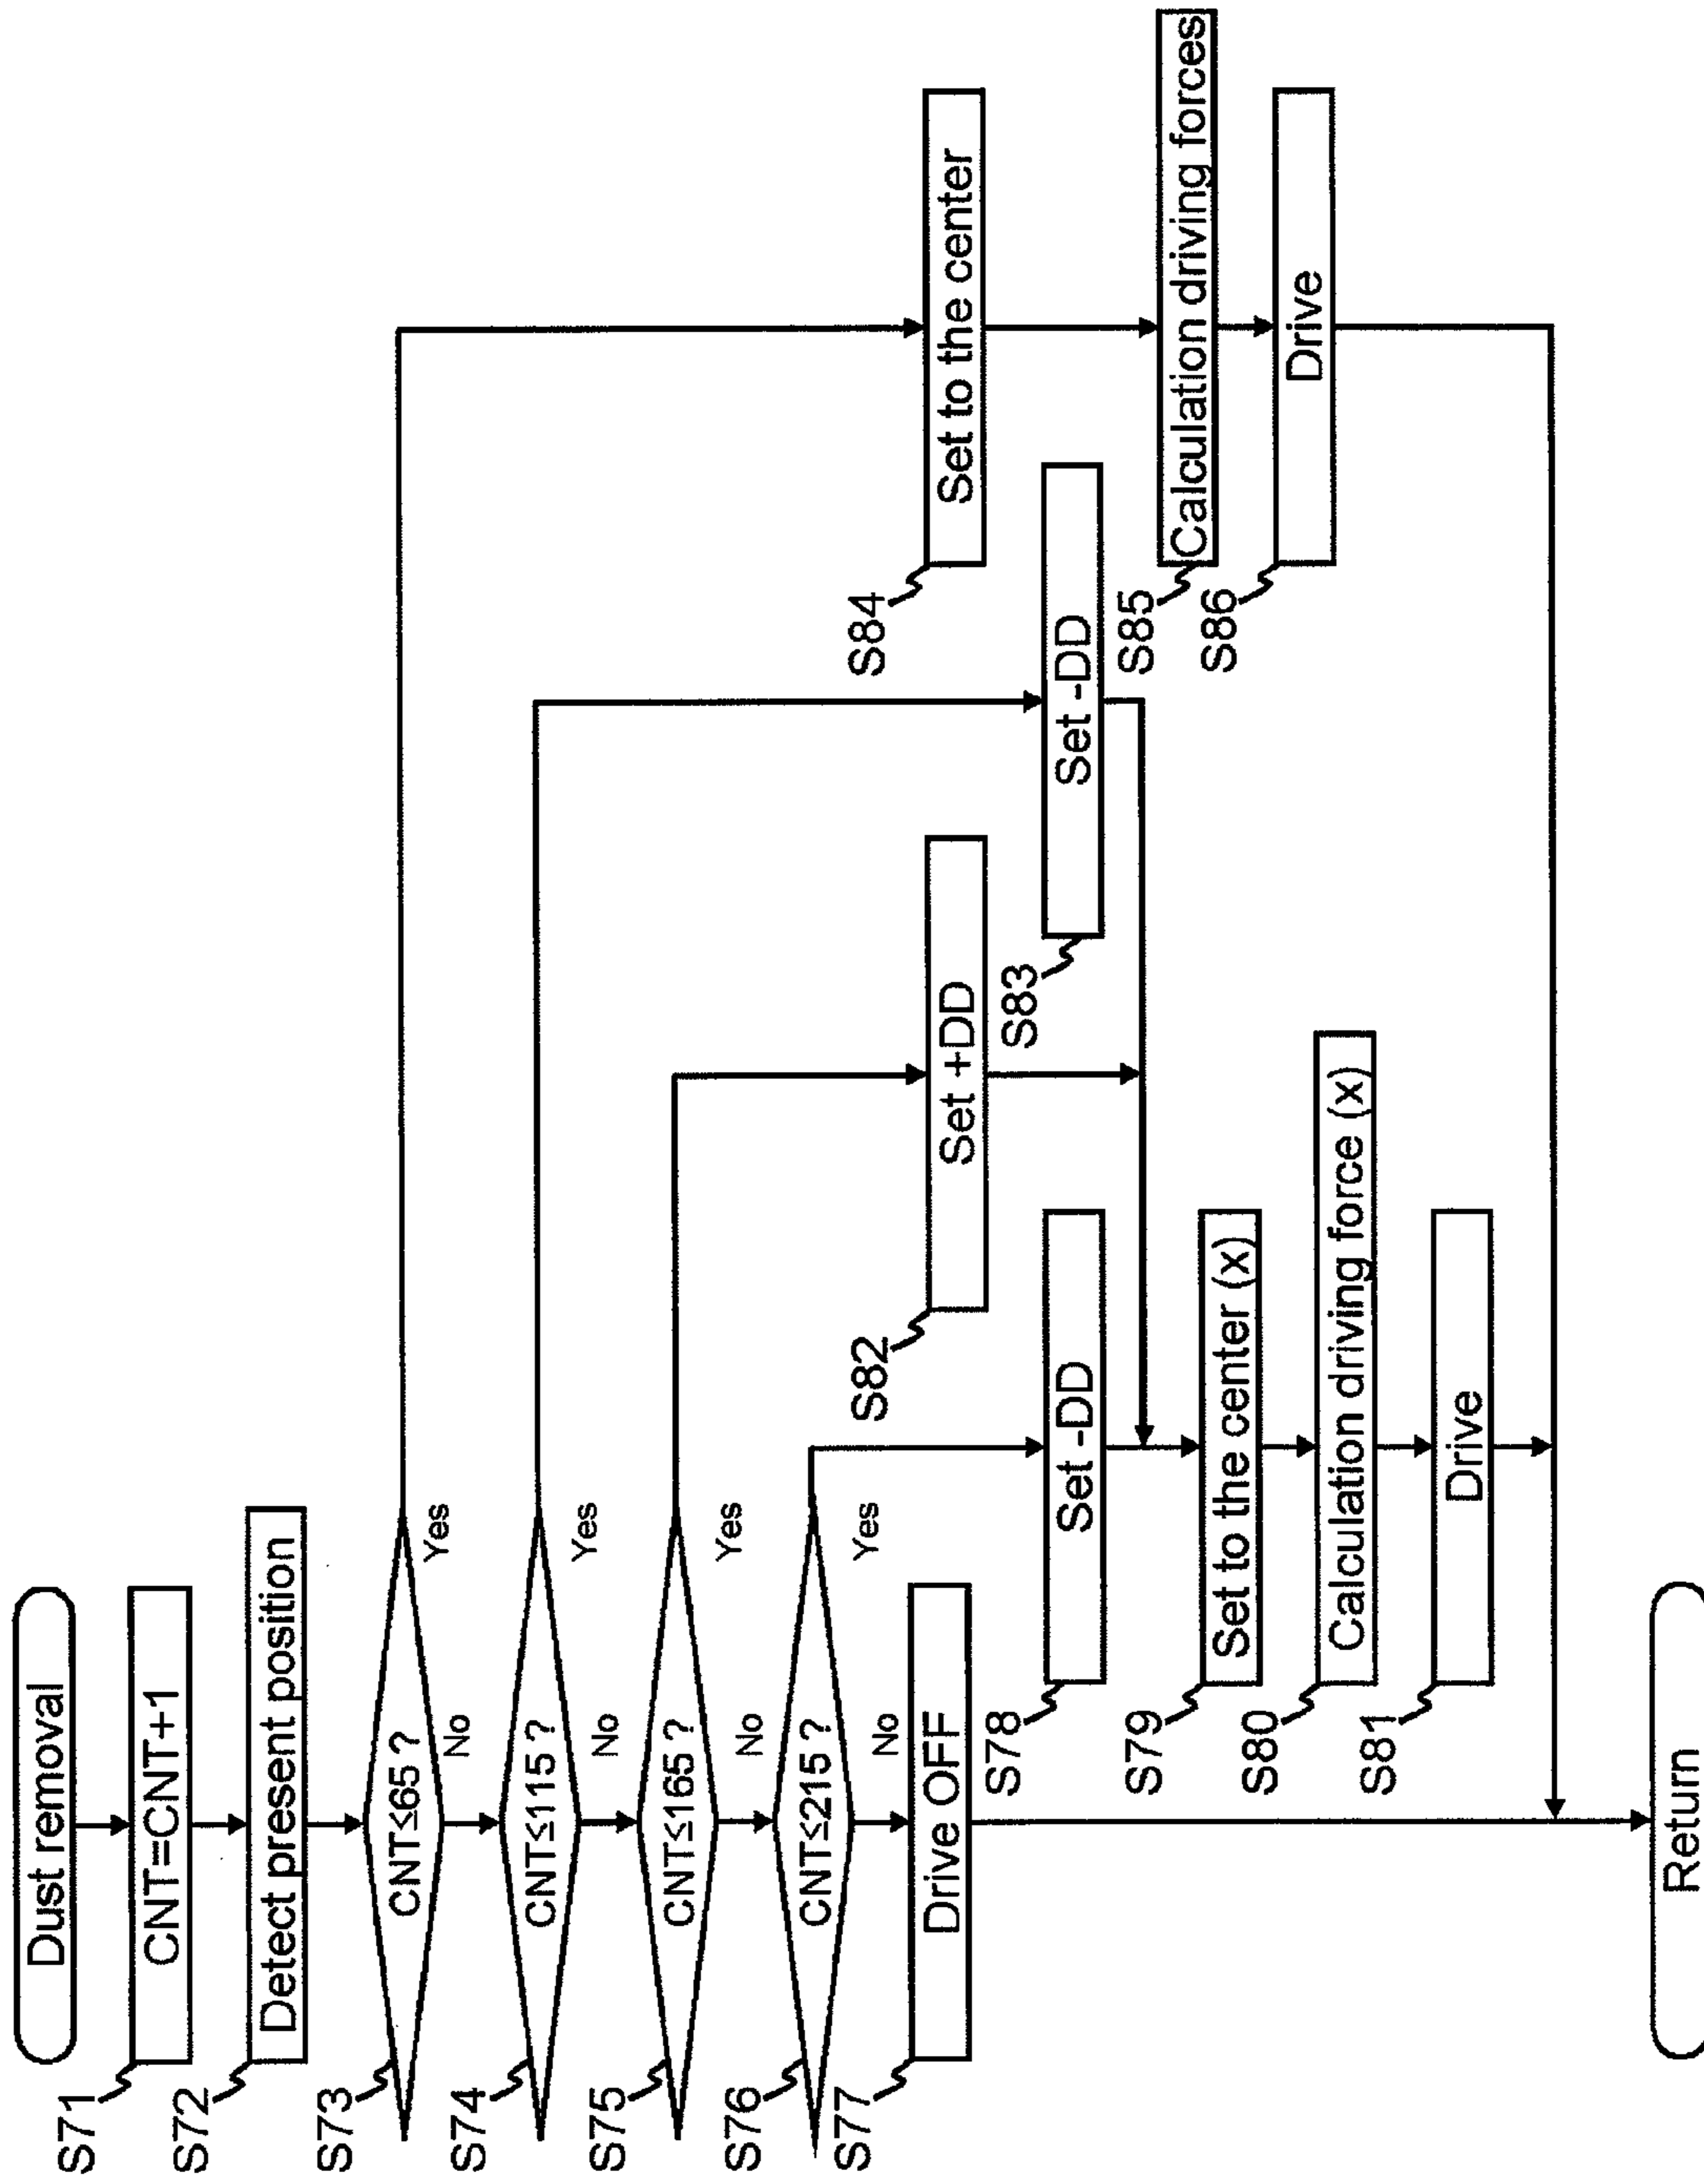 Dust removal
S71
CNT=CNT+1
S72
Detect present position
S73
CNT≤65 ?
Yes
No
S74
CNT≤115 ?
Yes
No
S75
CNT≤165 ?
Yes
No
S76
CNT≤215 ?
Yes
No
S77
Drive OFF
S78
Set -DD
S79
Set to the center (x)
S80
Calculation driving force (x)
S81
Drive
S82
Set +DD
S83
Set -DD
S84
Set to the center
S85
Calculation driving forces
S86
Drive
Return